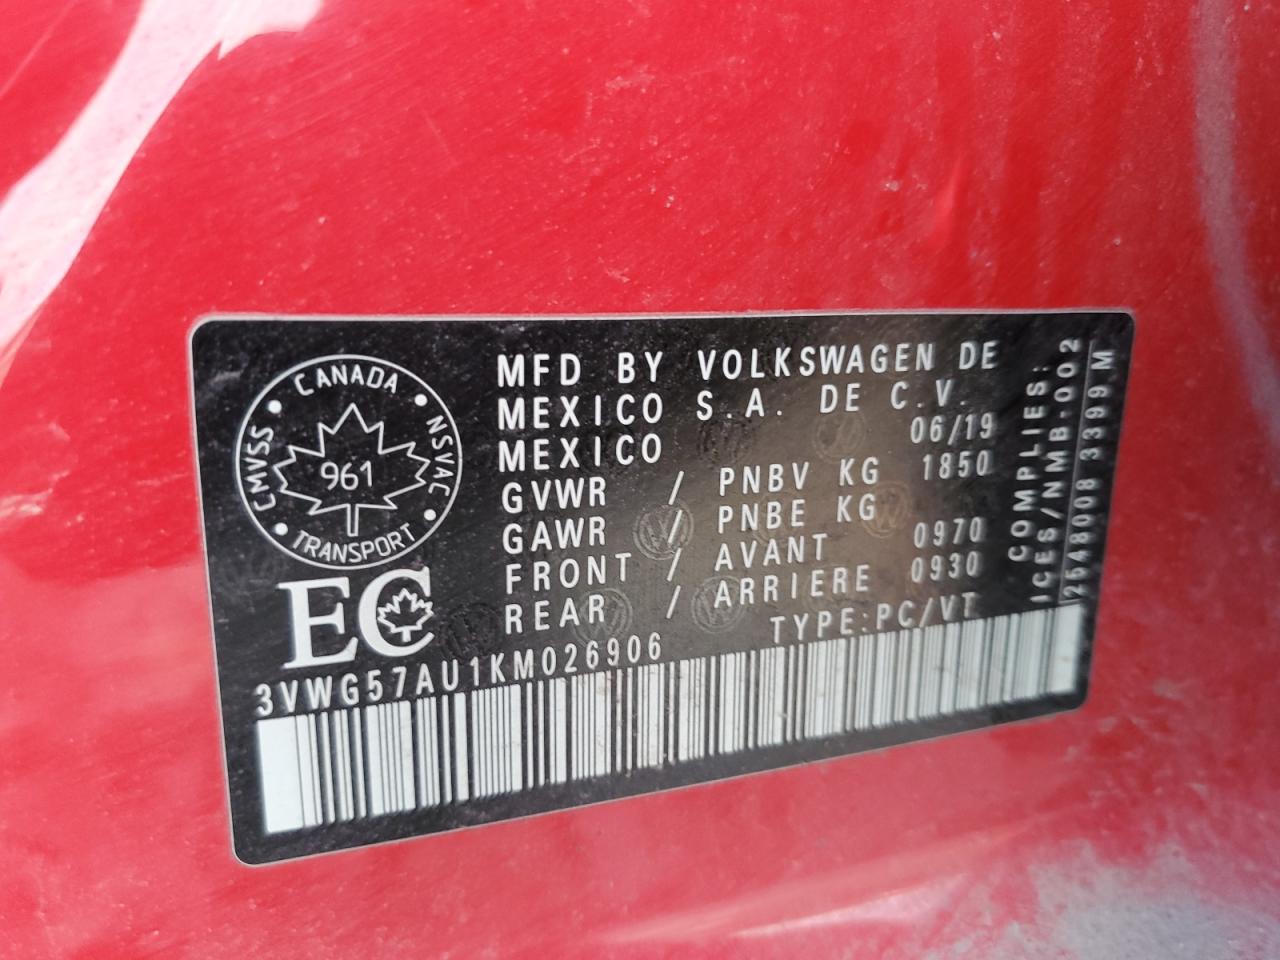 CANADA
CMVSS
NSVAC
961
TRANSPORT
EC
MFD BY VOLKSWAGEN DE
MEXICO S.A. DE C.V.
MEXICO 06/19
GVWR / PNBV KG 1850
GAWR / PNBE KG
FRONT / AVANT 0970
REAR / ARRIERE 0930
TYPE:PC/VT
3VWG57AU1KM026906
COMPLIES:
ICES/NMB-002
2548008 3399 M